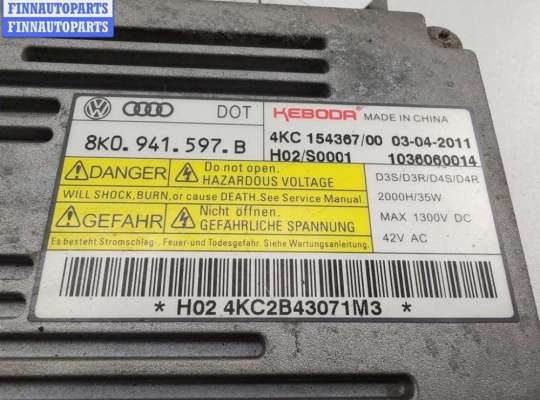 FINNAUTOPARTS
FINNAUTOPARTS
DOT
KEBODA MADE IN CHINA
8K0.941.597.B
4KC 154367/00 03-04-2011
H02/S0001 1036060014
DANGER
Do not open.
HAZARDOUS VOLTAGE
WILL SHOCK, BURN, or cause DEATH. See Service Manual.
GEFAHR
Nicht öffnen.
GEFÄHRLICHE SPANNUNG
Es besteht Stromschlag-, Feuer-und Todesgefahr. Siehe Wartungsanleitung.
D3S/D3R/D4S/D4R
2000H/35W
MAX 1300V DC
42V AC
* H02 4KC2B43071M3 *